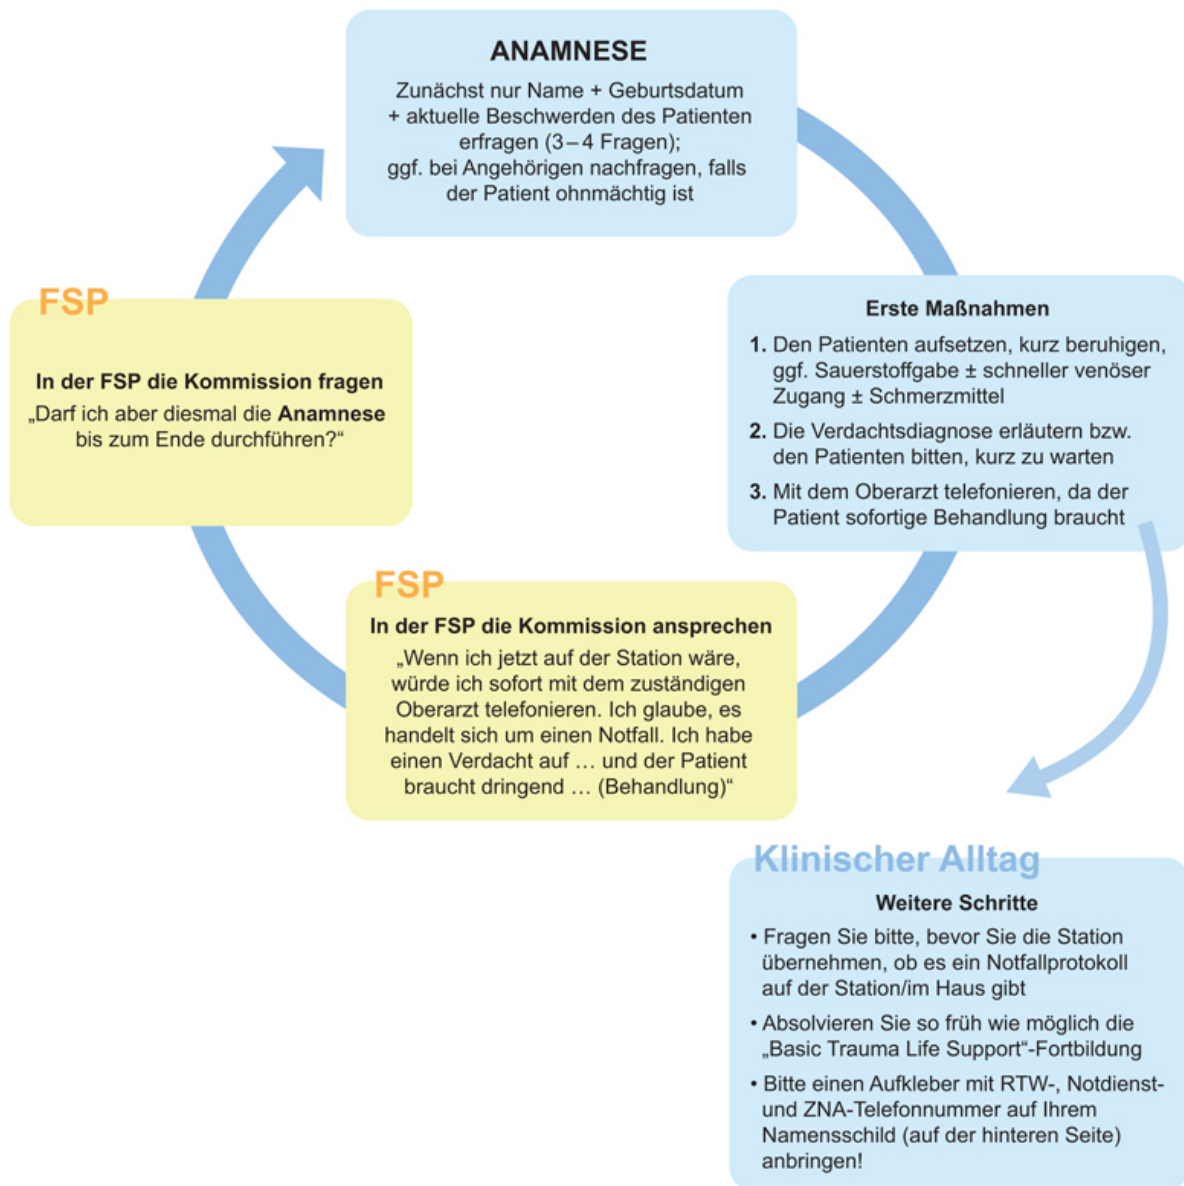 ANAMNESE
Zunächst nur Name + Geburtsdatum
+ aktuelle Beschwerden des Patienten
erfragen (3–4 Fragen);
ggf. bei Angehörigen nachfragen, falls
der Patient ohnmächtig ist
Erste Maßnahmen
1. Den Patienten aufsetzen, kurz beruhigen,
ggf. Sauerstoffgabe ± schneller venöser
Zugang ± Schmerzmittel
2. Die Verdachtsdiagnose erläutern bzw.
den Patienten bitten, kurz zu warten
3. Mit dem Oberarzt telefonieren, da der
Patient sofortige Behandlung braucht
FSP
In der FSP die Kommission ansprechen
„Wenn ich jetzt auf der Station wäre,
würde ich sofort mit dem zuständigen
Oberarzt telefonieren. Ich glaube, es
handelt sich um einen Notfall. Ich habe
einen Verdacht auf … und der Patient
braucht dringend … (Behandlung)“
FSP
In der FSP die Kommission fragen
„Darf ich aber diesmal die Anamnese
bis zum Ende durchführen?“
Klinischer Alltag
Weitere Schritte
• Fragen Sie bitte, bevor Sie die Station
übernehmen, ob es ein Notfallprotokoll
auf der Station/im Haus gibt
• Absolvieren Sie so früh wie möglich die
„Basic Trauma Life Support“-Fortbildung
• Bitte einen Aufkleber mit RTW-, Notdienst-
und ZNA-Telefonnummer auf Ihrem
Namensschild (auf der hinteren Seite)
anbringen!